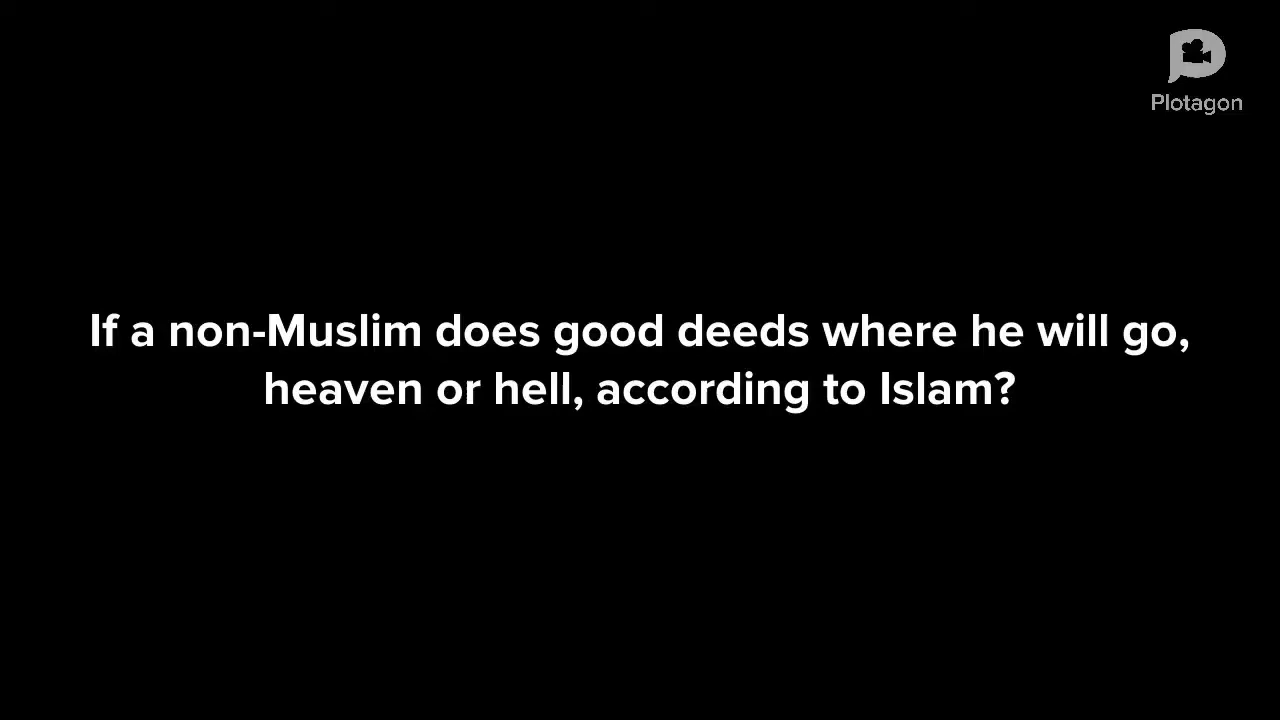 Plotagon
If a non-Muslim does good deeds where he will go,
heaven or hell, according to Islam?